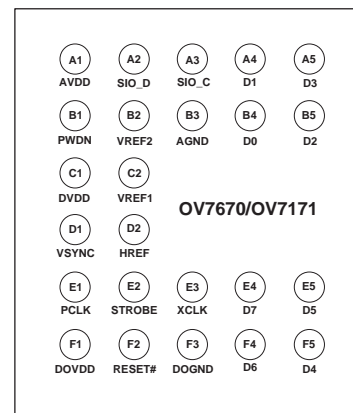 A1 A2 A3 A4 A5
AVDD SIO_D SIO_C D1 D3
B1 B2 B3 B4 B5
PWDN VREF2 AGND D0 D2
C1 C2
DVDD VREF1
OV7670/OV7171
D1 D2
VSYNC HREF
E1 E2 E3 E4 E5
PCLK STROBE XCLK D7 D5
F1 F2 F3 F4 F5
DOVDD RESET# DOGND D6 D4